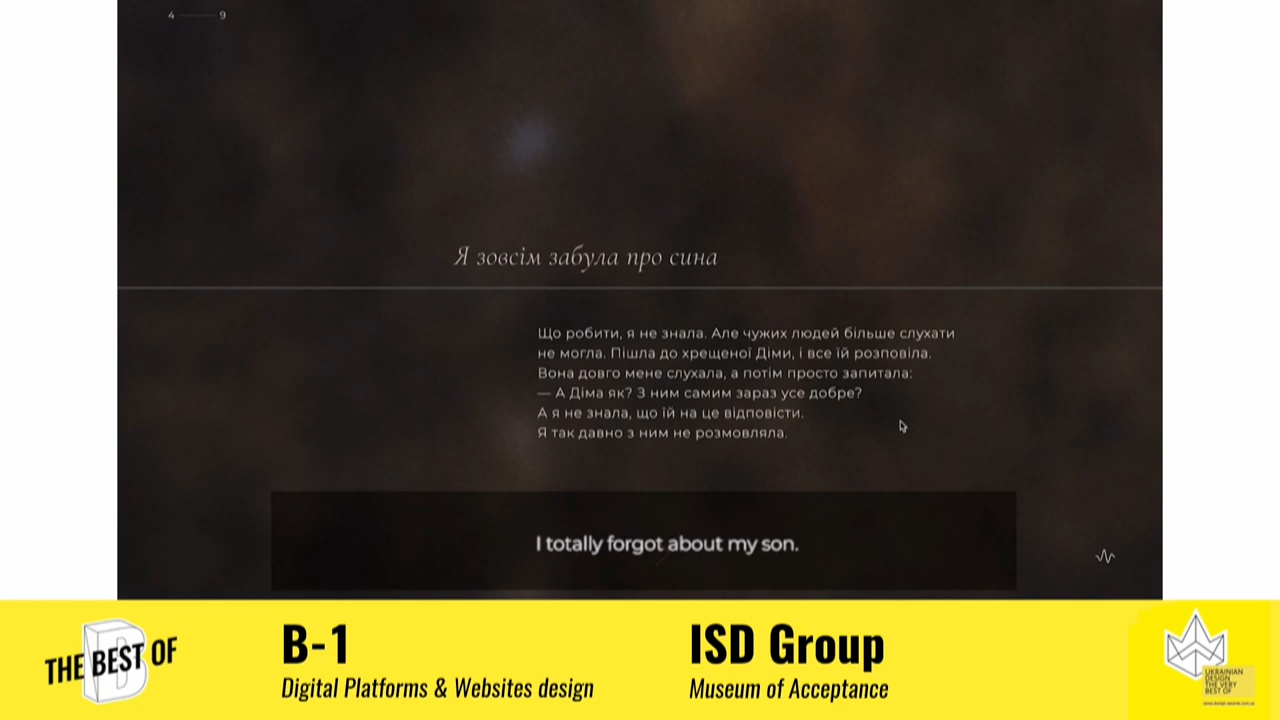 4 9
Я зовсім забула про сина
Що робити, я не знала. Але чужих людей більше слухати
не могла. Пішла до хрещеної Діми, і все їй розповіла.
Вона довго мене слухала, а потім просто запитала:
— А Діма як? З ним самим зараз усе добре?
А я не знала, що їй на це відповісти.
Я так давно з ним не розмовляла.
I totally forgot about my son.
THE BEST OF
B-1
Digital Platforms & Websites design
ISD Group
Museum of Acceptance
UKRAINIAN
DESIGN
THE VERY
BEST OF